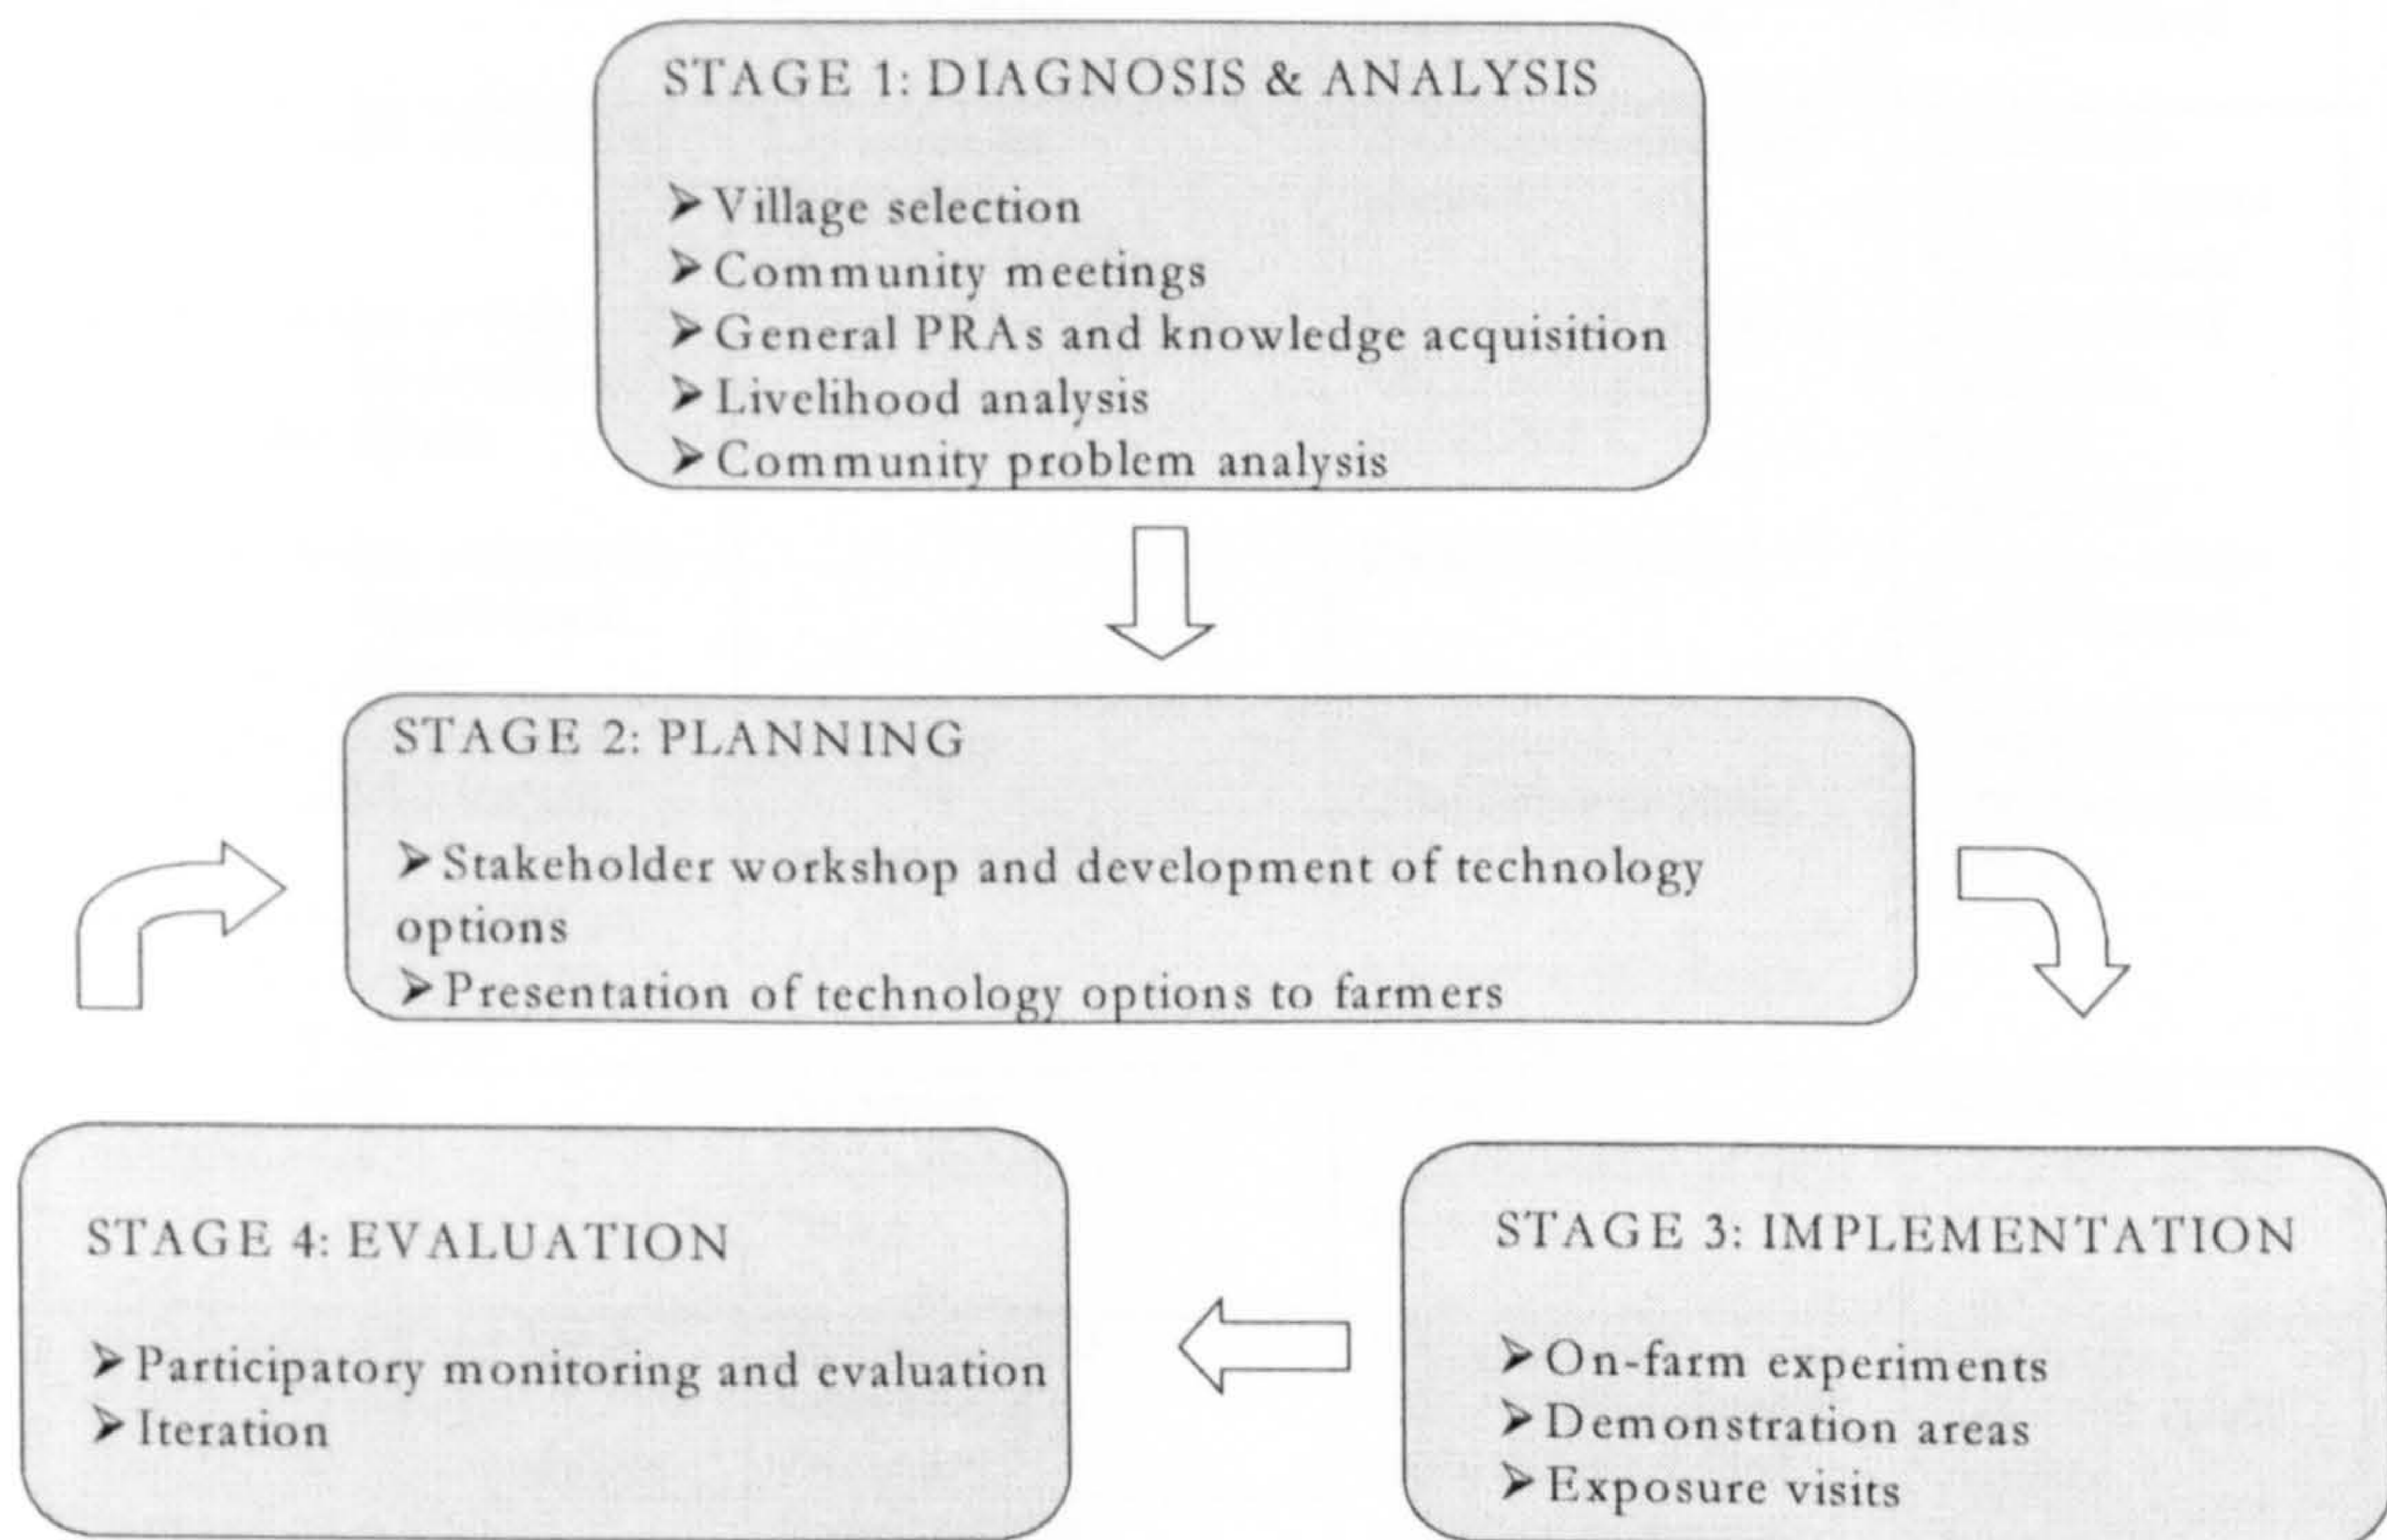 STAGE 1: DIAGNOSIS & ANALYSIS
➤Village selection
➤Community meetings
➤General PRAs and knowledge acquisition
➤Livelihood analysis
➤Community problem analysis
STAGE 2: PLANNING
➤Stakeholder workshop and development of technology
options
➤Presentation of technology options to farmers
STAGE 3: IMPLEMENTATION
➤On-farm experiments
➤Demonstration areas
➤Exposure visits
STAGE 4: EVALUATION
➤Participatory monitoring and evaluation
➤Iteration